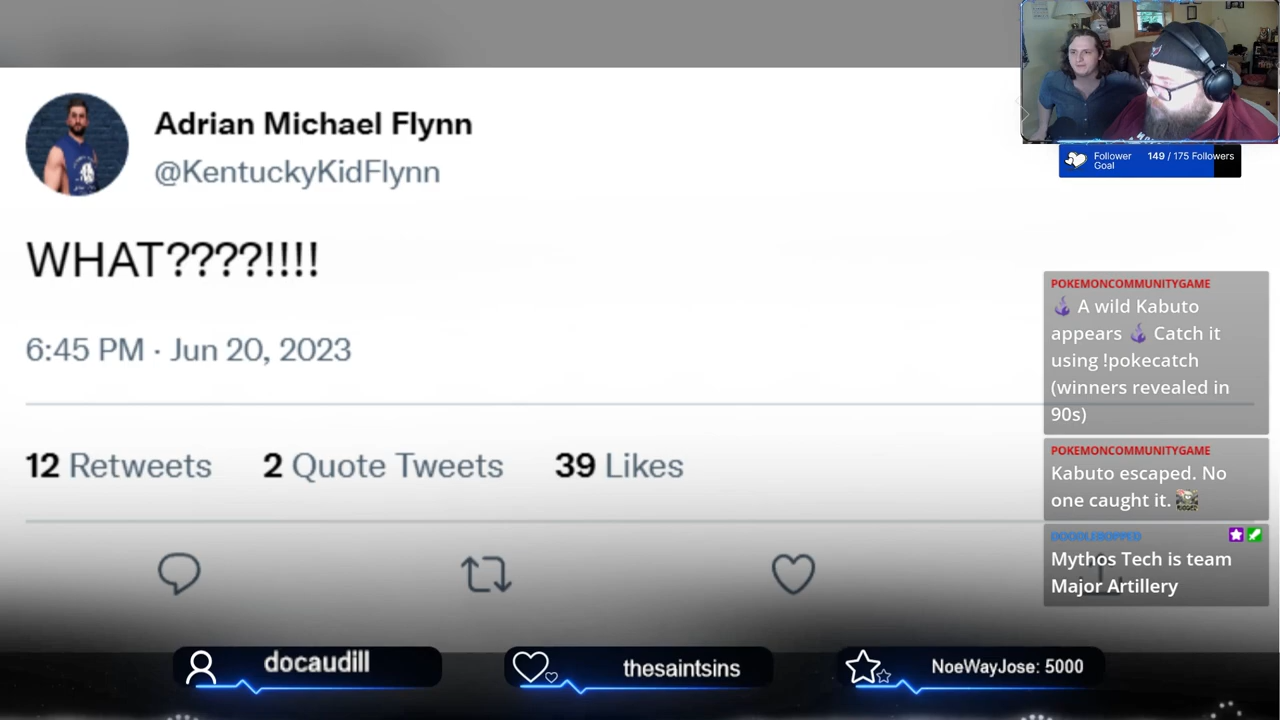 Adrian Michael Flynn
@KentuckyKidFlynn
WHAT????!!!!
6:45 PM · Jun 20, 2023
12 Retweets 2 Quote Tweets 39 Likes
Follower Goal 149 / 175 Followers
POKEMONCOMMUNITYGAME
A wild Kabuto
appears Catch it
using !pokecatch
(winners revealed in
90s)
POKEMONCOMMUNITYGAME
Kabuto escaped. No
one caught it.
Mythos Tech is team
Major Artillery
docaudill
thesaintsins
NoeWayJose: 5000